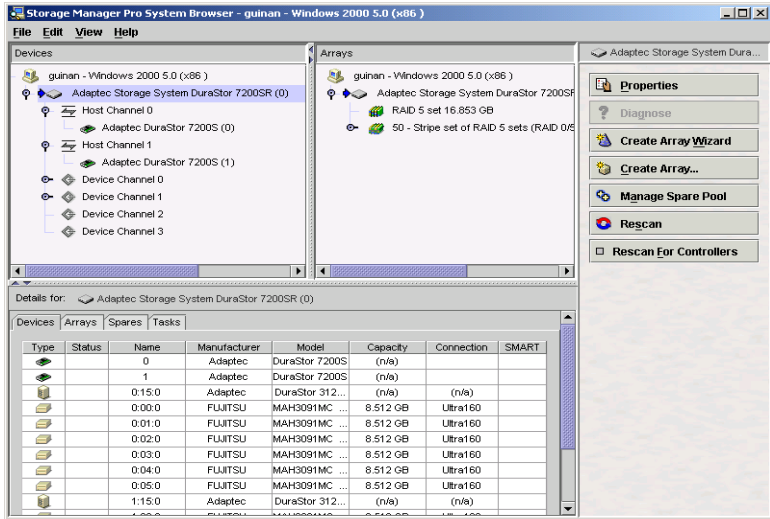 Storage Manager Pro System Browser - guinan - Windows 2000 5.0 (x86 )
File Edit View Help
Devices
guinan - Windows 2000 5.0 (x86 )
Adaptec Storage System DuraStor 7200SR (0)
Host Channel 0
Adaptec DuraStor 7200S (0)
Host Channel 1
Adaptec DuraStor 7200S (1)
Device Channel 0
Device Channel 1
Device Channel 2
Device Channel 3
Arrays
guinan - Windows 2000 5.0 (x86 )
Adaptec Storage System DuraStor 7200SR
RAID 5 set 16.853 GB
50 - Stripe set of RAID 5 sets (RAID 0/5
Adaptec Storage System Dura...
Properties
Diagnose
Create Array Wizard
Create Array...
Manage Spare Pool
Rescan
Rescan For Controllers
Details for: Adaptec Storage System DuraStor 7200SR (0)
Devices Arrays Spares Tasks
Type Status Name Manufacturer Model Capacity Connection SMART
0 Adaptec DuraStor 7200S (n/a)
1 Adaptec DuraStor 7200S (n/a)
0:15:0 Adaptec DuraStor 312... (n/a) (n/a)
0:00:0 FUJITSU MAH3091MC ... 8.512 GB Ultra160
0:01:0 FUJITSU MAH3091MC ... 8.512 GB Ultra160
0:02:0 FUJITSU MAH3091MC ... 8.512 GB Ultra160
0:03:0 FUJITSU MAH3091MC ... 8.512 GB Ultra160
0:04:0 FUJITSU MAH3091MC ... 8.512 GB Ultra160
0:05:0 FUJITSU MAH3091MC ... 8.512 GB Ultra160
1:15:0 Adaptec DuraStor 312... (n/a) (n/a)